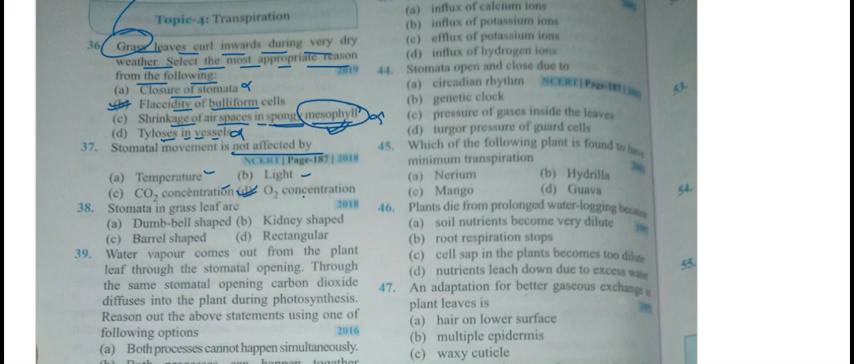 Topic-4: Transpiration
36. Grass leaves curl inwards during very dry
weather. Select the most appropriate reason
from the following: 2019
(a) Closure of stomata
(b) Flaccidity of bulliform cells
(c) Shrinkage of air spaces in spongy mesophyll
(d) Tyloses in vessels
37. Stomatal movement is not affected by
NCERT | Page-187 | 2018
(a) Temperature (b) Light
(c) CO₂ concentration (d) O₂ concentration
38. Stomata in grass leaf are 2018
(a) Dumb-bell shaped (b) Kidney shaped
(c) Barrel shaped (d) Rectangular
39. Water vapour comes out from the plant
leaf through the stomatal opening. Through
the same stomatal opening carbon dioxide
diffuses into the plant during photosynthesis.
Reason out the above statements using one of
following options 2016
(a) Both processes cannot happen simultaneously.
(b) Both processes can happen together
(a) influx of calcium ions
(b) influx of potassium ions
(c) efflux of potassium ions
(d) influx of hydrogen ions
44. Stomata open and close due to
(a) circadian rhythm NCERT | Page-187
(b) genetic clock
(c) pressure of gases inside the leaves
(d) turgor pressure of guard cells
45. Which of the following plant is found to have
minimum transpiration
(a) Nerium (b) Hydrilla
(c) Mango (d) Guava
46. Plants die from prolonged water-logging because
(a) soil nutrients become very dilute
(b) root respiration stops
(c) cell sap in the plants becomes too dilute
(d) nutrients leach down due to excess water
47. An adaptation for better gaseous exchange in
plant leaves is
(a) hair on lower surface
(b) multiple epidermis
(c) waxy cuticle
53.
54.
55.